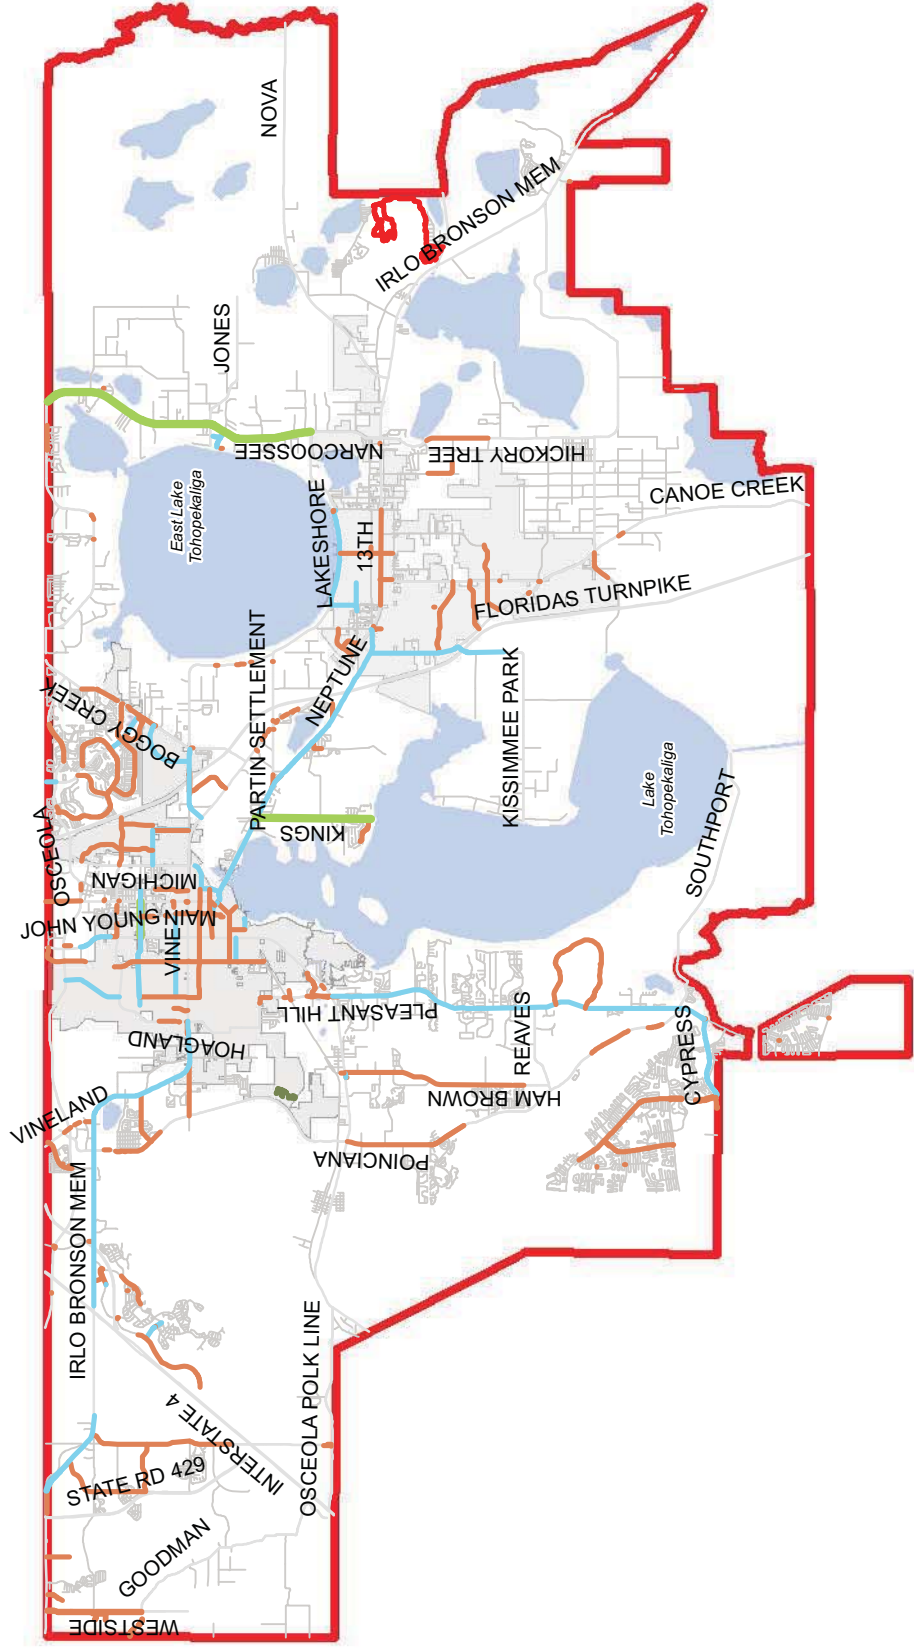 NOVA
IRLO BRONSON MEM
JONES
NARCOOSSEE
HICKORY TREE
CANOE CREEK
East Lake
Tohopekaliga
LAKESHORE
13TH
FLORIDAS TURNPIKE
PARTIN SETTLEMENT
NEPTUNE
BOGGY CREEK
KISSIMMEE PARK
Lake
Tohopekaliga
SOUTHPORT
KINGS
OSCEOLA
MICHIGAN
JOHN YOUNG
MAIN
VINE
PLEASANT HILL
HOAGLAND
REAVES
CYPRESS
HAM BROWN
VINELAND
POINCIANA
IRLO BRONSON MEM
OSCEOLA POLK LINE
INTERSTATE 4
STATE RD 429
GOODMAN
WESTSIDE